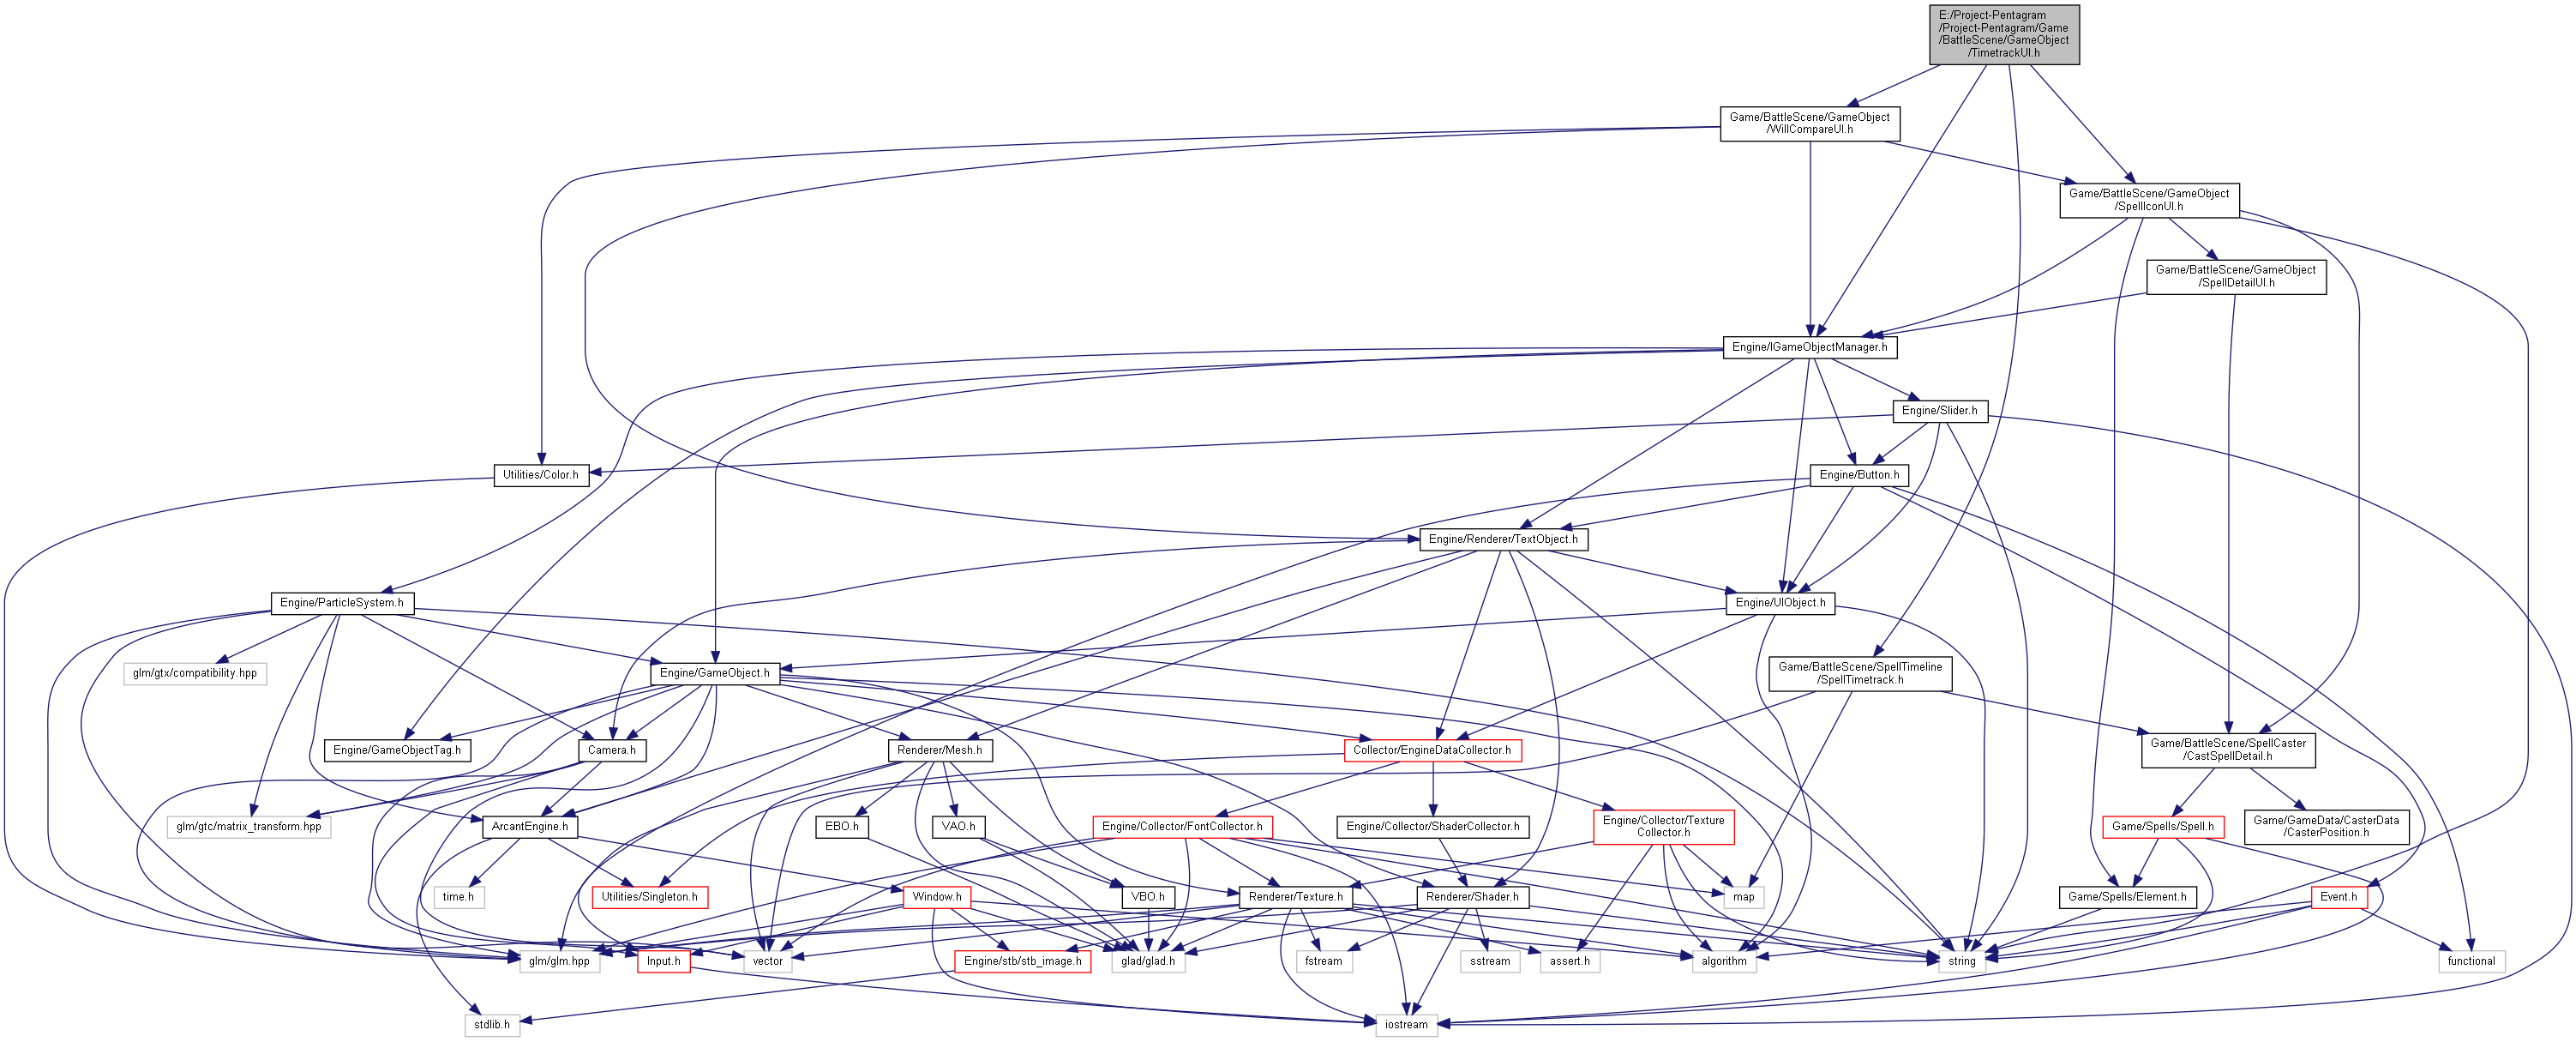 E:/Project-Pentagram
/Project-Pentagram/Game
/BattleScene/GameObject
/TimetrackUI.h
Game/BattleScene/GameObject
/WillCompareUI.h
Game/BattleScene/GameObject
/SpellIconUI.h
Game/BattleScene/GameObject
/SpellDetailUI.h
Engine/IGameObjectManager.h
Engine/Slider.h
Utilities/Color.h
Engine/Button.h
Engine/Renderer/TextObject.h
Engine/ParticleSystem.h
Engine/UIObject.h
glm/gtx/compatibility.hpp
Engine/GameObject.h
Game/BattleScene/SpellTimeline
/SpellTimetrack.h
Engine/GameObjectTag.h
Camera.h
Renderer/Mesh.h
Collector/EngineDataCollector.h
Game/BattleScene/SpellCaster
/CastSpellDetail.h
glm/gtc/matrix_transform.hpp
ArcantEngine.h
EBO.h
VAO.h
Engine/Collector/FontCollector.h
Engine/Collector/ShaderCollector.h
Engine/Collector/Texture
Collector.h
Game/Spells/Spell.h
Game/GameData/CasterData
/CasterPosition.h
time.h
Utilities/Singleton.h
Window.h
VBO.h
Renderer/Texture.h
Renderer/Shader.h
map
Game/Spells/Element.h
Event.h
glm/glm.hpp
Input.h
vector
Engine/stb/stb_image.h
glad/glad.h
fstream
sstream
assert.h
algorithm
string
functional
stdlib.h
iostream